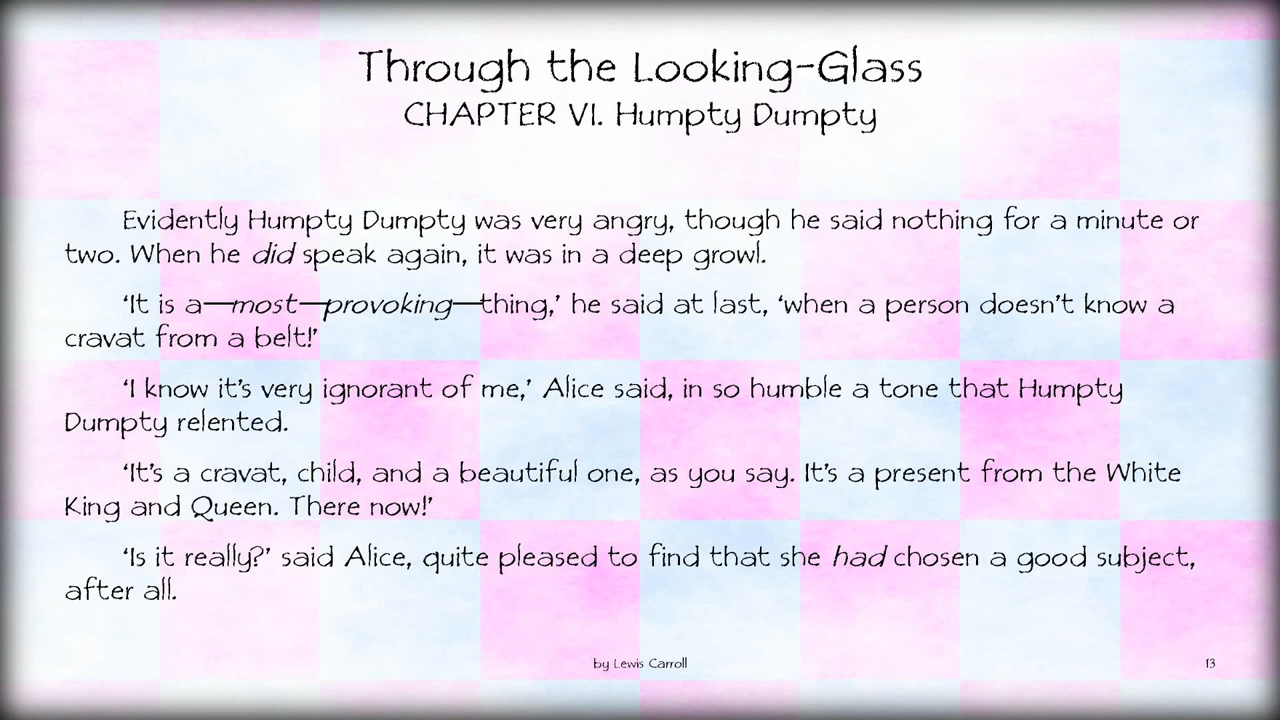 Through the Looking-Glass
CHAPTER VI. Humpty Dumpty
Evidently Humpty Dumpty was very angry, though he said nothing for a minute or
two. When he did speak again, it was in a deep growl.
‘It is a—most—provoking—thing,’ he said at last, ‘when a person doesn’t know a
cravat from a belt!’
‘I know it’s very ignorant of me,’ Alice said, in so humble a tone that Humpty
Dumpty relented.
‘It’s a cravat, child, and a beautiful one, as you say. It’s a present from the White
King and Queen. There now!’
‘Is it really?’ said Alice, quite pleased to find that she had chosen a good subject,
after all.
by Lewis Carroll
13